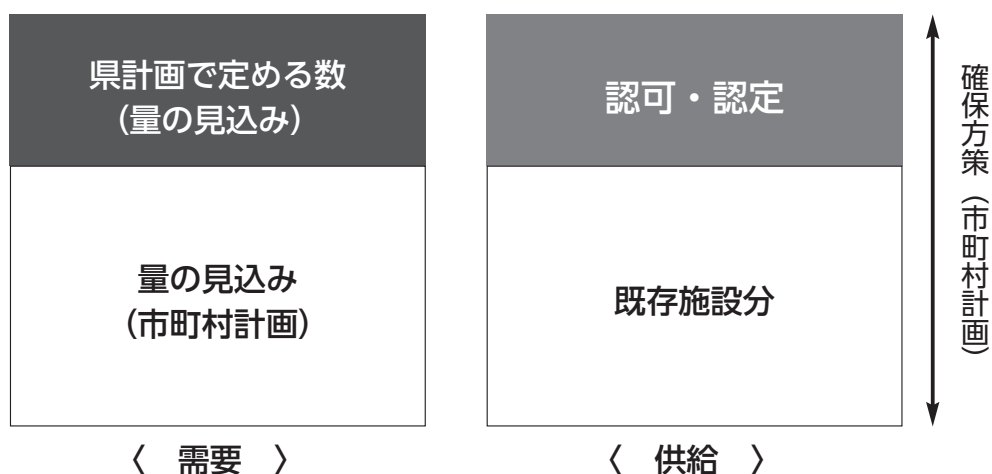 県計画で定める数
（量の見込み）
量の見込み
（市町村計画）
〈　需要　〉
認可・認定
既存施設分
〈　供給　〉
確保方策（市町村計画）